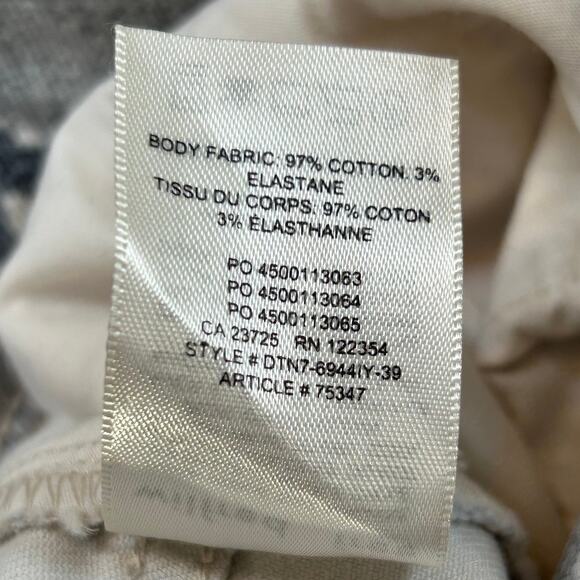 BODY FABRIC: 97% COTTON. 3%
ELASTANE
TISSU DU CORPS: 97% COTON
3% ÉLASTHANNE
PO 4500113063
PO 4500113064
PO 4500113065
CA 23725 RN 122354
STYLE # DTN7-6944IY-39
ARTICLE # 75347